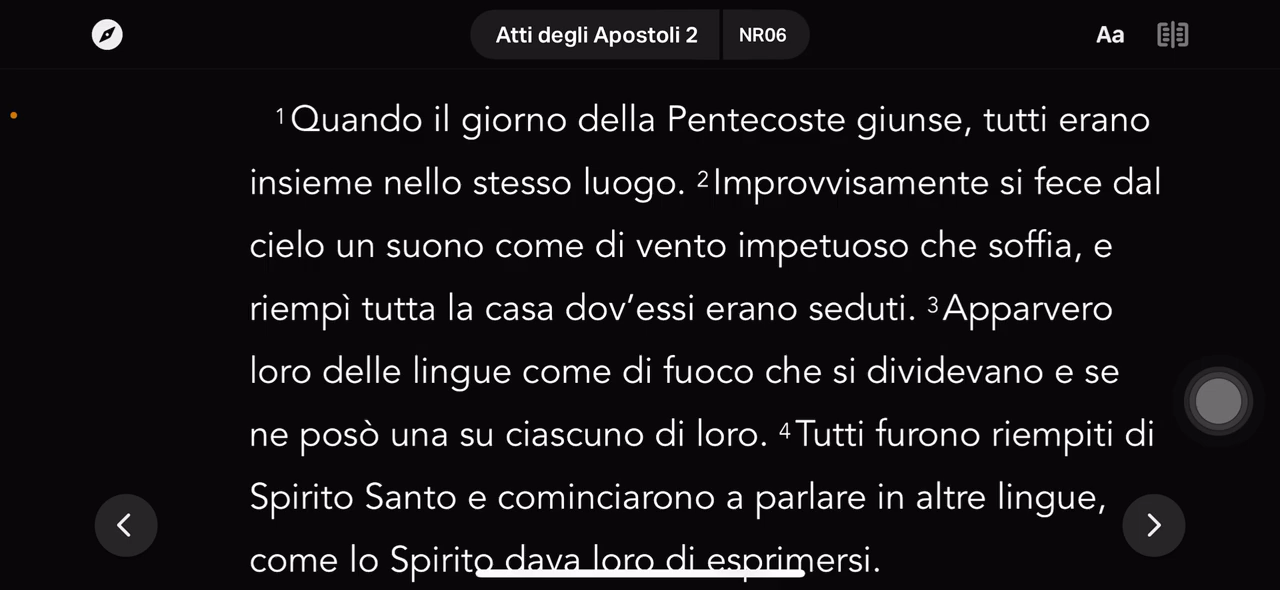 Atti degli Apostoli 2 NR06 Aa
1 Quando il giorno della Pentecoste giunse, tutti erano
insieme nello stesso luogo. 2 Improvvisamente si fece dal
cielo un suono come di vento impetuoso che soffia, e
riempì tutta la casa dov’essi erano seduti. 3 Apparvero
loro delle lingue come di fuoco che si dividevano e se
ne posò una su ciascuno di loro. 4 Tutti furono riempiti di
Spirito Santo e cominciarono a parlare in altre lingue,
come lo Spirito dava loro di esprimersi.